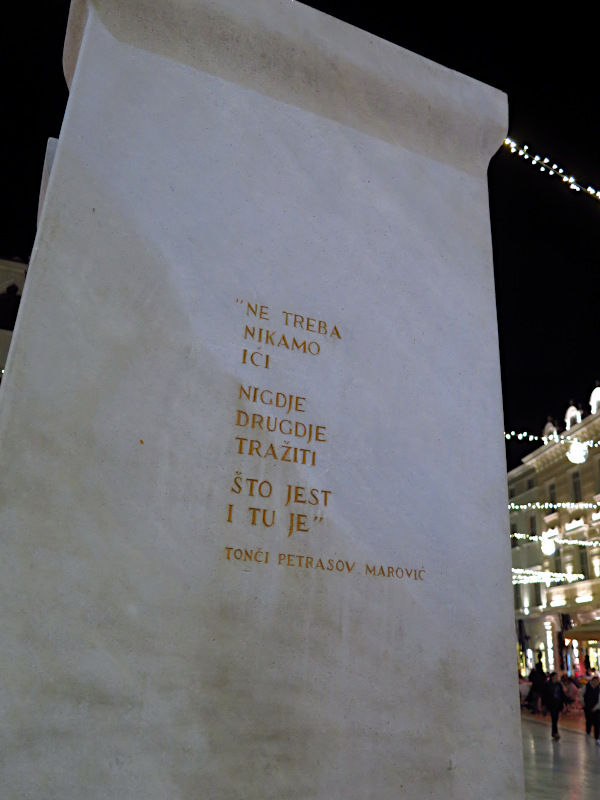 "NE TREBA
NIKAMO
IĆI
NIGDJE
DRUGDJE
TRAŽITI
ŠTO JEST
I TU JE"
TONČI PETRASOV MAROVIĆ